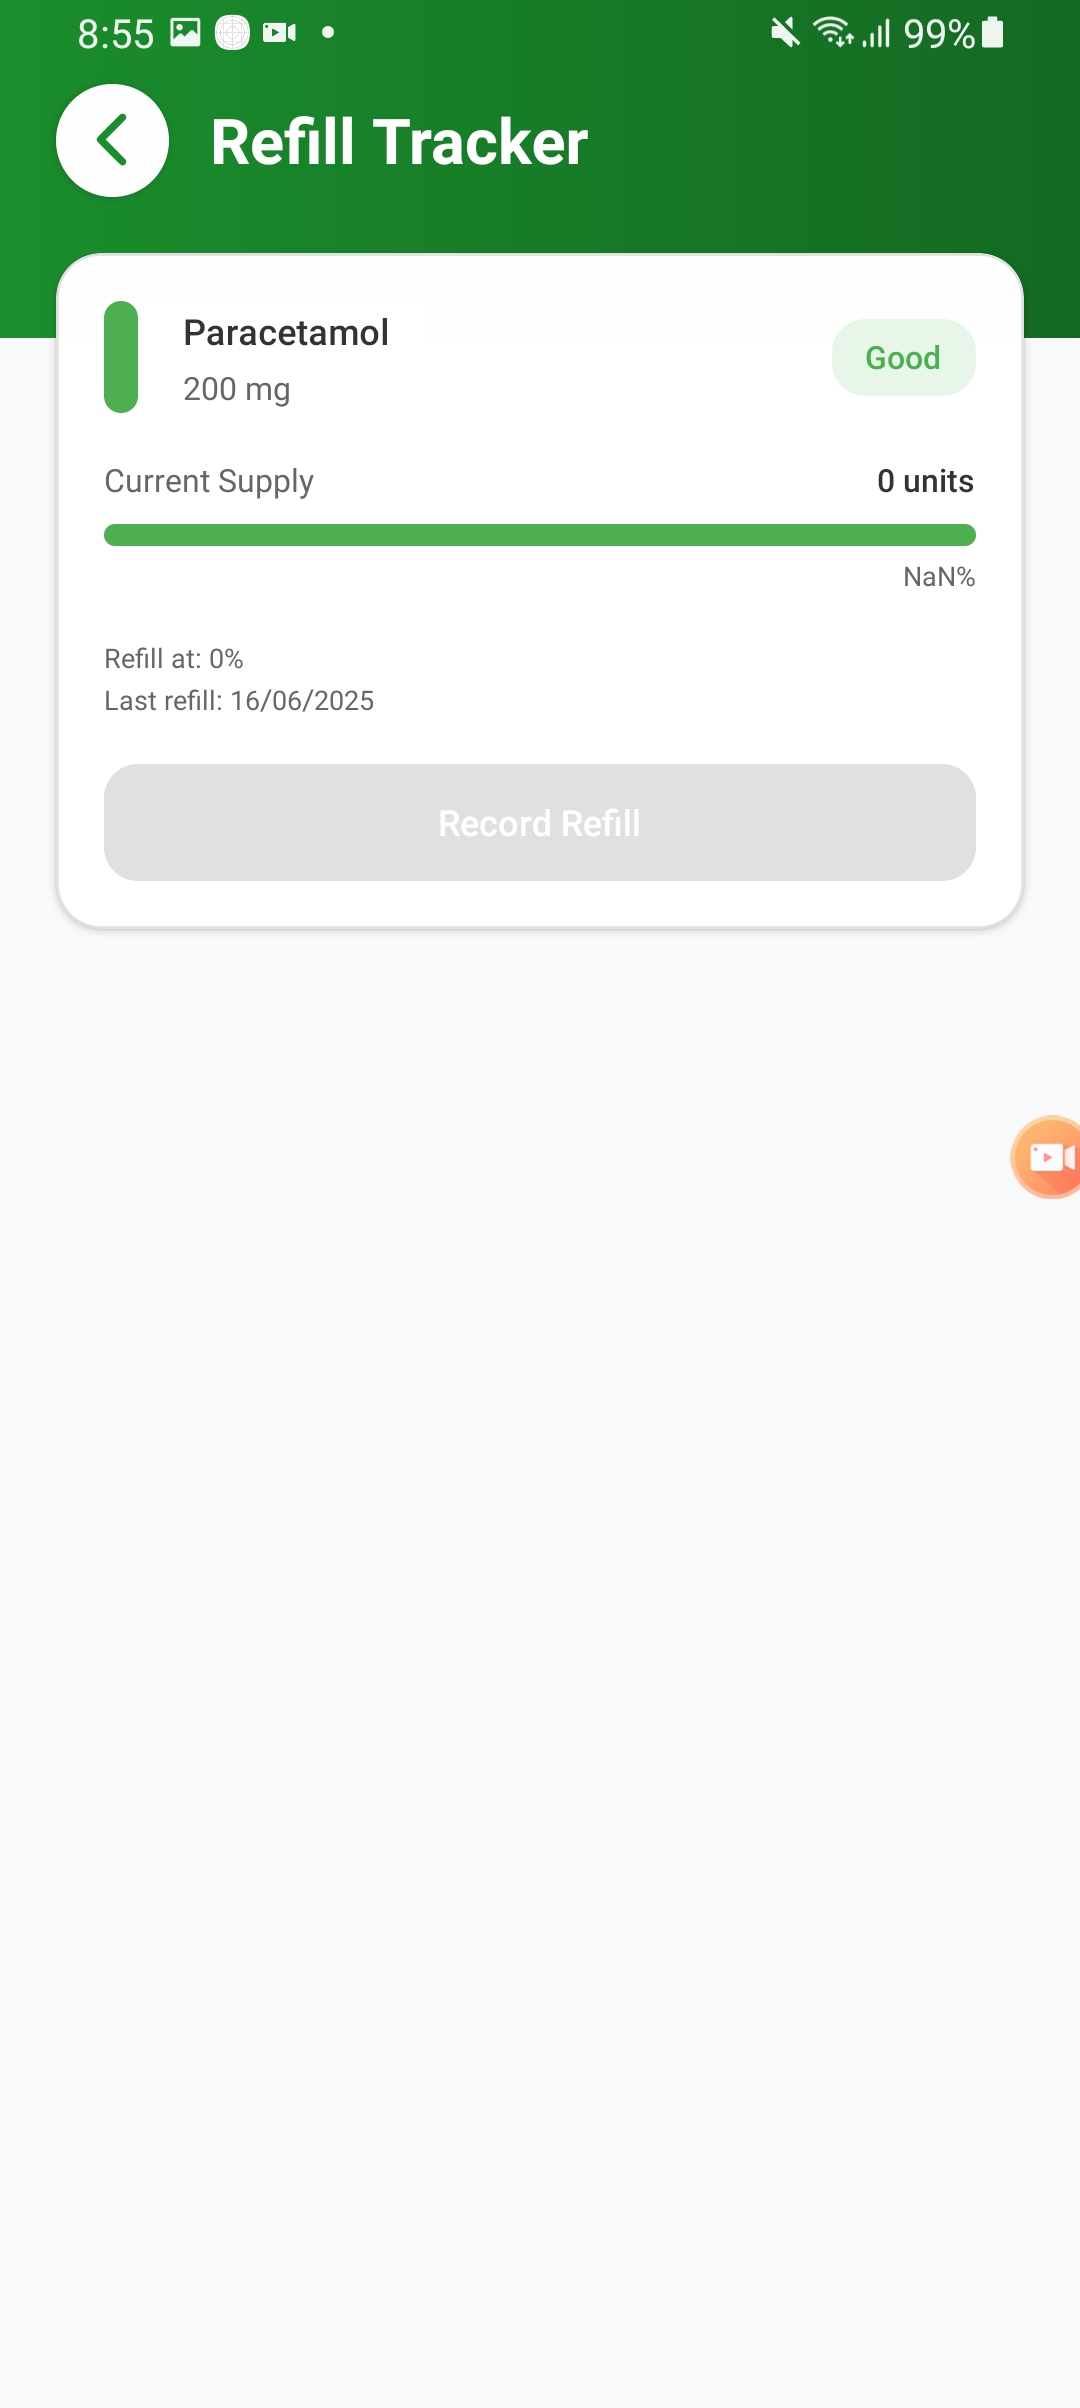 8:55
99%
Refill Tracker
Paracetamol
200 mg
Good
Current Supply
0 units
NaN%
Refill at: 0%
Last refill: 16/06/2025
Record Refill